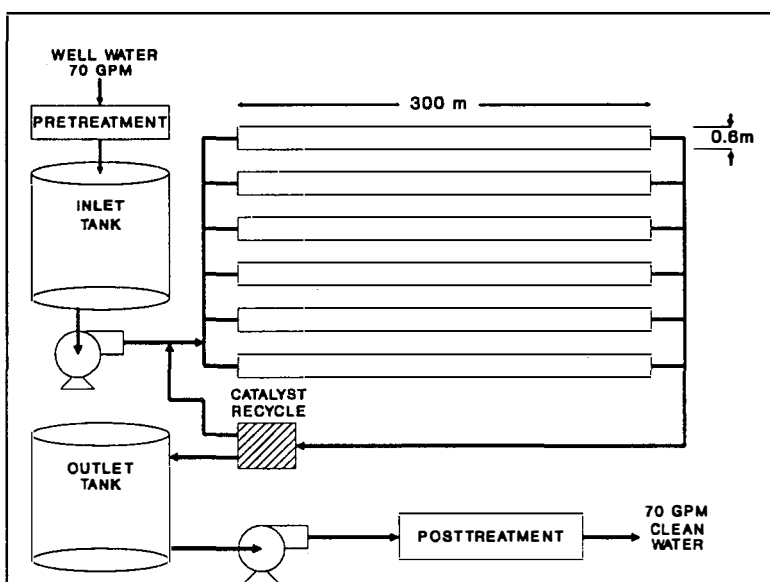 WELL WATER
70 GPM
PRETREATMENT
300 m
0.6m
INLET
TANK
CATALYST
RECYCLE
OUTLET
TANK
POSTTREATMENT
70 GPM
CLEAN
WATER